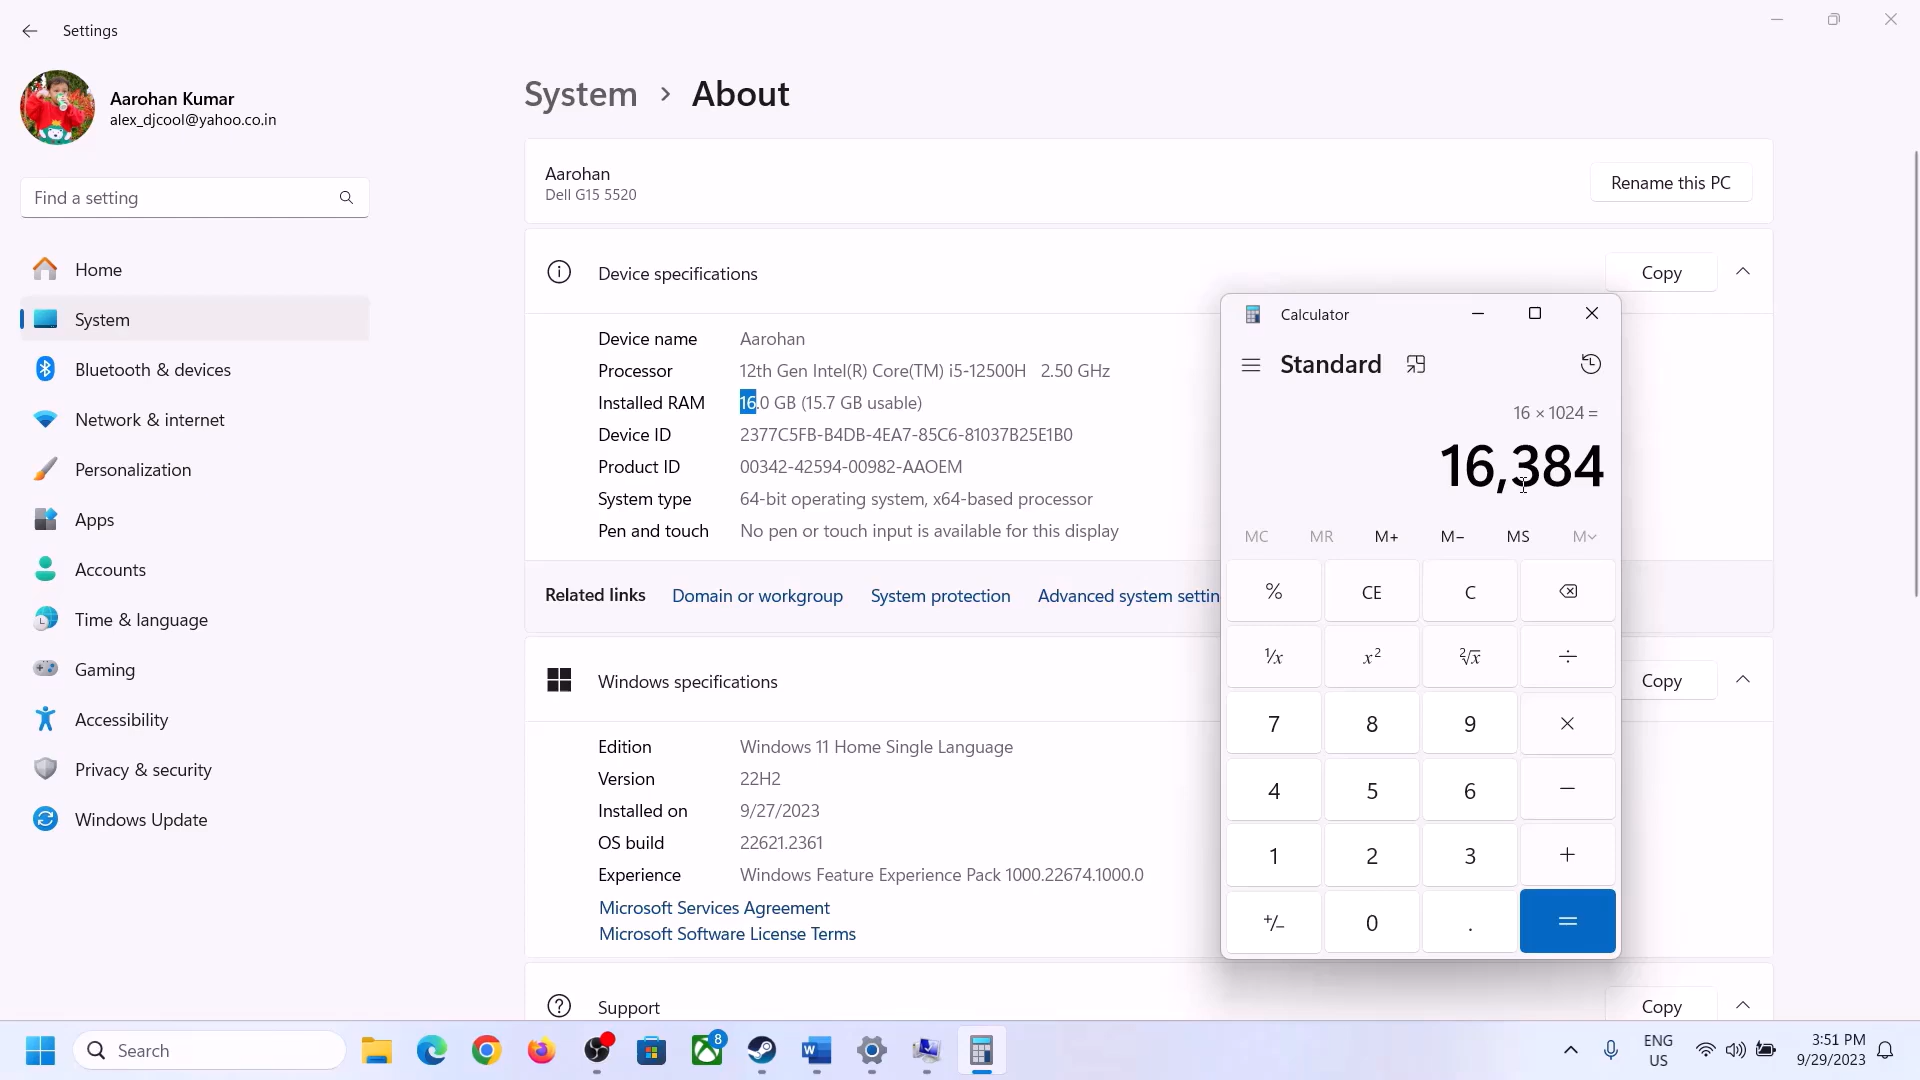 Settings
Aarohan Kumar
alex_djcool@yahoo.co.in
Find a setting
Home
System
Bluetooth & devices
Network & internet
Personalization
Apps
Accounts
Time & language
Gaming
Accessibility
Privacy & security
Windows Update
System > About
Aarohan
Dell G15 5520
Rename this PC
Device specifications
Copy
Device name Aarohan
Processor 12th Gen Intel(R) Core(TM) i5-12500H 2.50 GHz
Installed RAM 16.0 GB (15.7 GB usable)
Device ID 2377C5FB-B4DB-4EA7-85C6-81037B25E1B0
Product ID 00342-42594-00982-AAOEM
System type 64-bit operating system, x64-based processor
Pen and touch No pen or touch input is available for this display
Related links Domain or workgroup System protection Advanced system settin
Windows specifications
Copy
Edition Windows 11 Home Single Language
Version 22H2
Installed on 9/27/2023
OS build 22621.2361
Experience Windows Feature Experience Pack 1000.22674.1000.0
Microsoft Services Agreement
Microsoft Software License Terms
Support
Copy
Calculator
Standard
16 × 1024 =
16,384
MC MR M+ M− MS M
% CE C
1/x x² ²√x ÷
7 8 9 ×
4 5 6 −
1 2 3 +
+/− 0 . =
Search
8
ENG
US
3:51 PM
9/29/2023